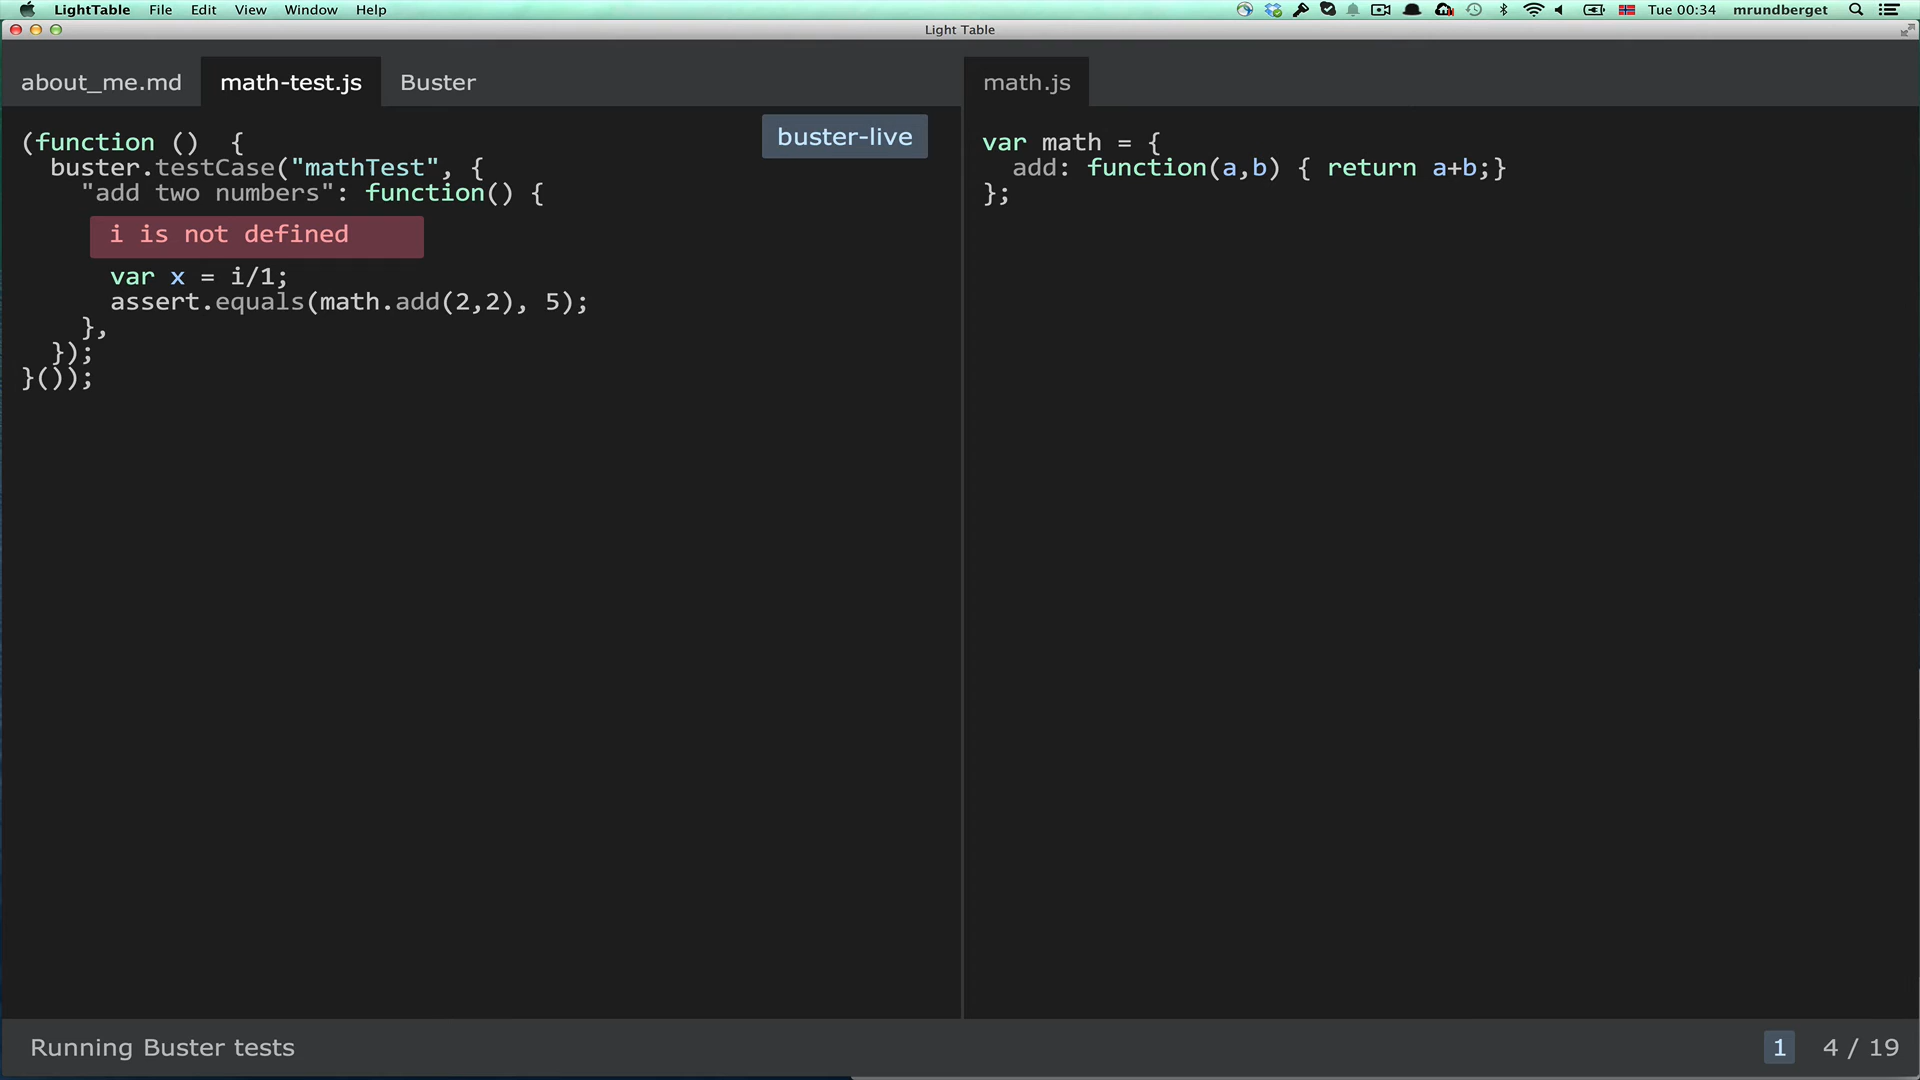 LightTable File Edit View Window Help Tue 00:34 mrundberget
Light Table
about_me.md math-test.js Buster
math.js
buster-live
(function ()  {
  buster.testCase("mathTest", {
    "add two numbers": function() {
i is not defined
      var x = i/1;
      assert.equals(math.add(2,2), 5);
    },
  });
}());
var math = {
  add: function(a,b) { return a+b;}
};
Running Buster tests
1 4 / 19